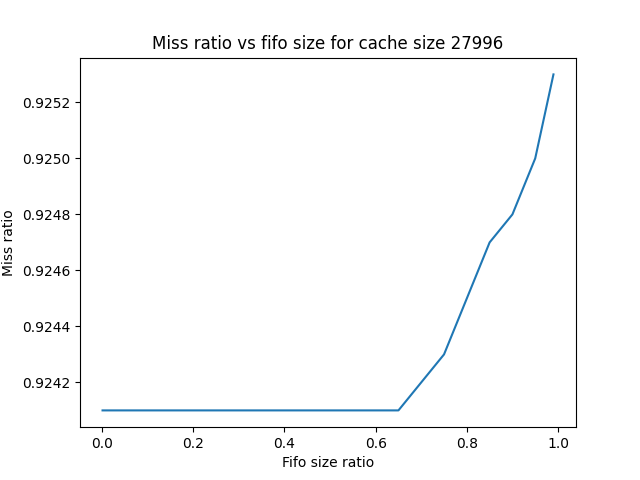 Miss ratio vs fifo size for cache size 27996
0.9252
0.9250
0.9248
0.9246
0.9244
0.9242
Miss ratio
0.0 0.2 0.4 0.6 0.8 1.0
Fifo size ratio